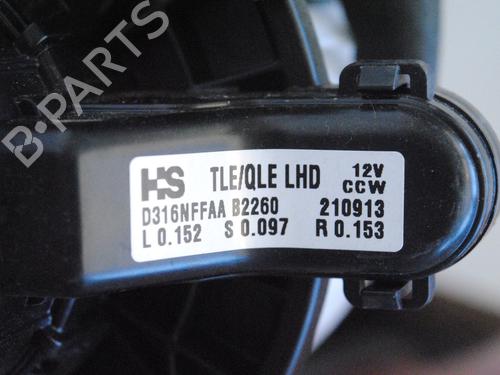 B-PARTS
HS TLE/QLE LHD 12V CCW
D316NFFAA B2260 210913
L 0.152 S 0.097 R 0.153